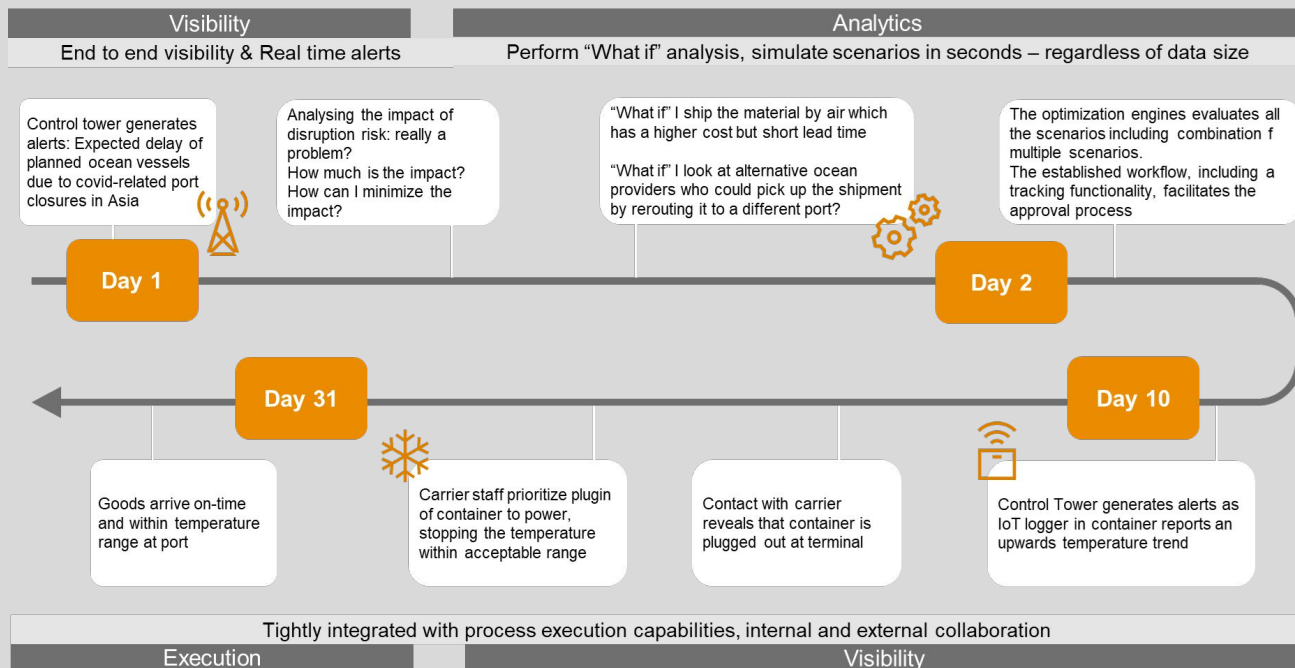 Visibility
Analytics
End to end visibility & Real time alerts
Perform “What if” analysis, simulate scenarios in seconds – regardless of data size
Control tower generates
alerts: Expected delay of
planned ocean vessels
due to covid-related port
closures in Asia
Analysing the impact of
disruption risk: really a
problem?
How much is the impact?
How can I minimize the
impact?
“What if” I ship the material by air which
has a higher cost but short lead time
“What if” I look at alternative ocean
providers who could pick up the shipment
by rerouting it to a different port?
The optimization engines evaluates all
the scenarios including combination f
multiple scenarios.
The established workflow, including a
tracking functionality, facilitates the
approval process
Day 1
Day 2
Day 31
Day 10
Goods arrive on-time
and within temperature
range at port
Carrier staff prioritize plugin
of container to power,
stopping the temperature
within acceptable range
Contact with carrier
reveals that container is
plugged out at terminal
Control Tower generates alerts as
IoT logger in container reports an
upwards temperature trend
Tightly integrated with process execution capabilities, internal and external collaboration
Execution
Visibility